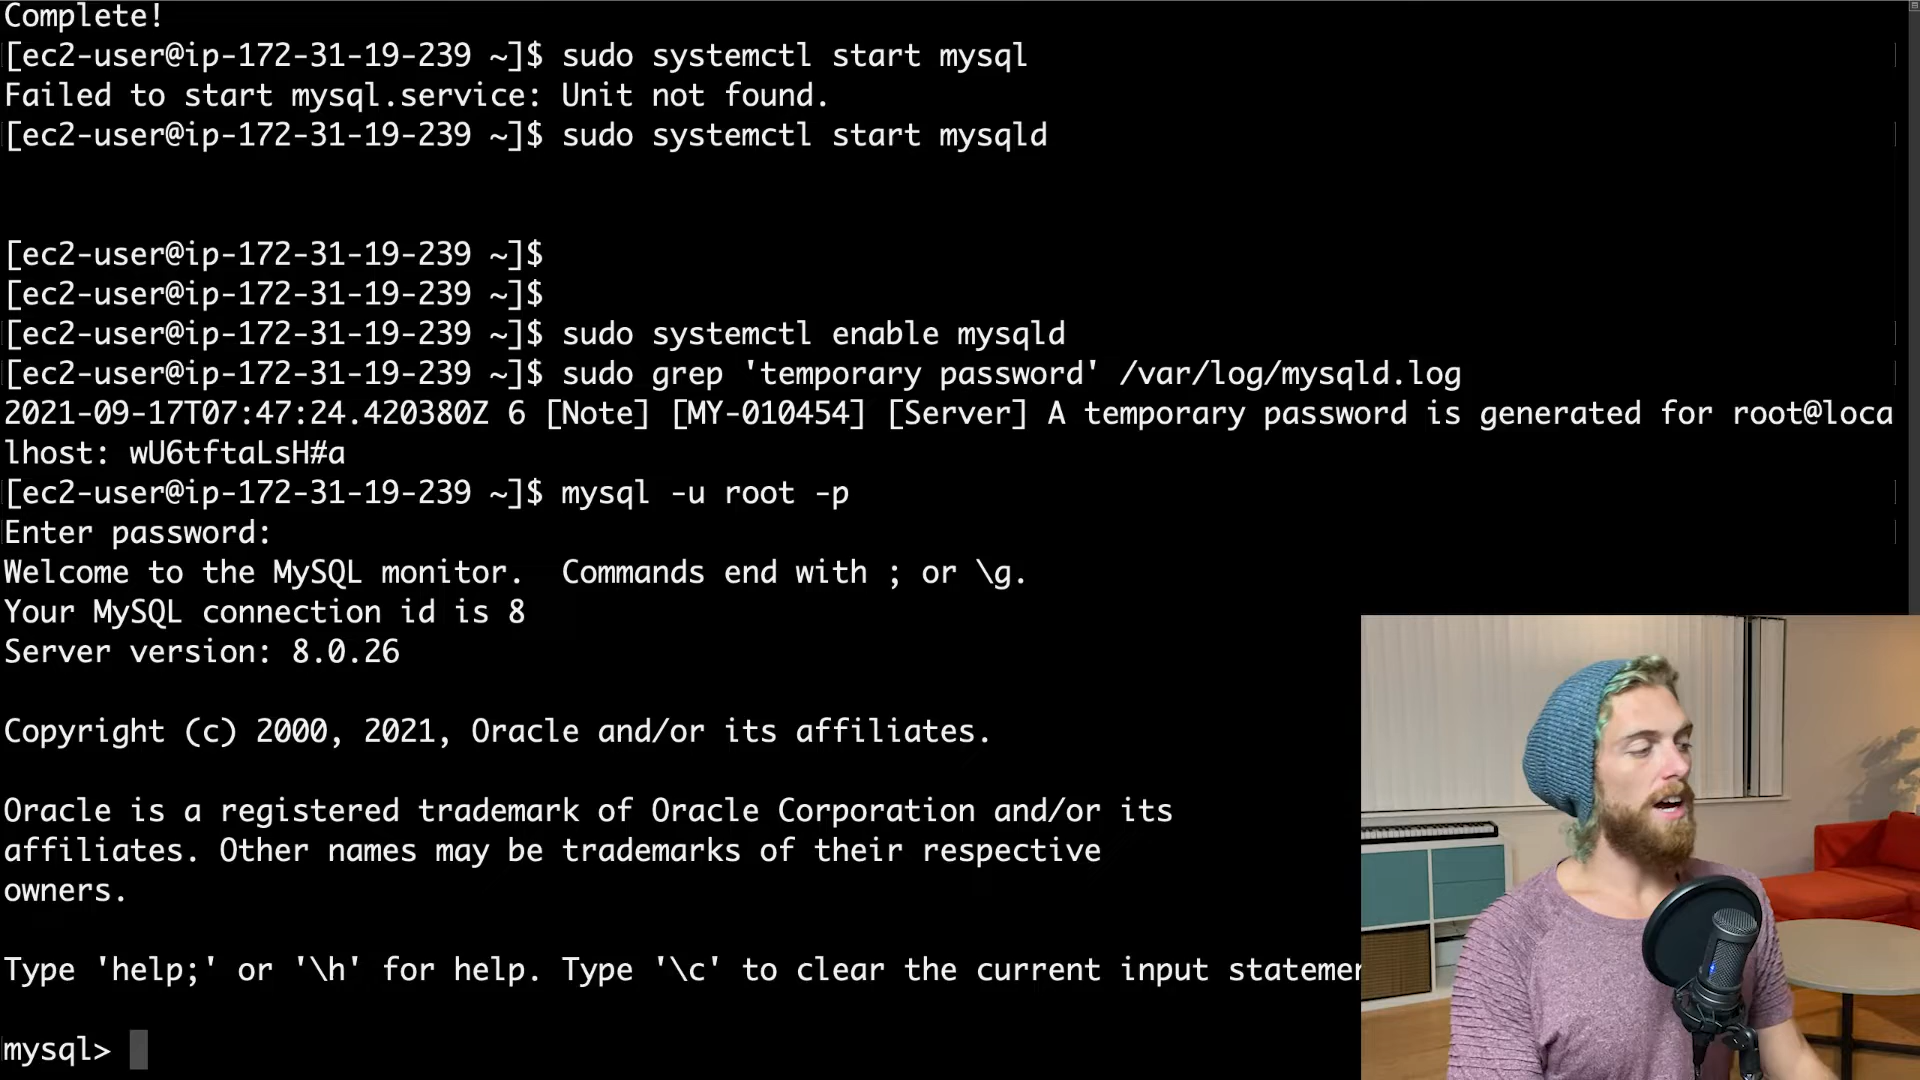 Complete!
[ec2-user@ip-172-31-19-239 ~]$ sudo systemctl start mysql
Failed to start mysql.service: Unit not found.
[ec2-user@ip-172-31-19-239 ~]$ sudo systemctl start mysqld
[ec2-user@ip-172-31-19-239 ~]$
[ec2-user@ip-172-31-19-239 ~]$
[ec2-user@ip-172-31-19-239 ~]$ sudo systemctl enable mysqld
[ec2-user@ip-172-31-19-239 ~]$ sudo grep 'temporary password' /var/log/mysqld.log
2021-09-17T07:47:24.420380Z 6 [Note] [MY-010454] [Server] A temporary password is generated for root@loca
lhost: wU6tftaLsH#a
[ec2-user@ip-172-31-19-239 ~]$ mysql -u root -p
Enter password:
Welcome to the MySQL monitor.  Commands end with ; or \g.
Your MySQL connection id is 8
Server version: 8.0.26
Copyright (c) 2000, 2021, Oracle and/or its affiliates.
Oracle is a registered trademark of Oracle Corporation and/or its
affiliates. Other names may be trademarks of their respective
owners.
Type 'help;' or '\h' for help. Type '\c' to clear the current input statemen
mysql>